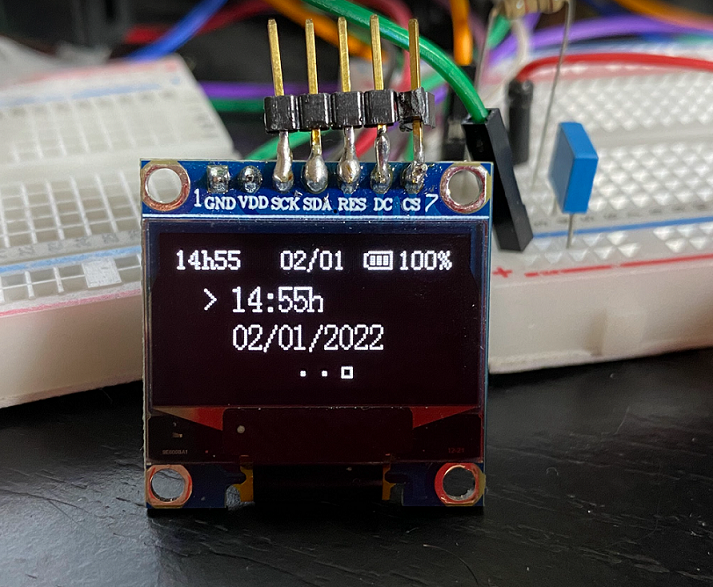 1 GND VDD SCK SDA RES DC CS 7
14h55 02/01 100%
> 14:55h
02/01/2022
+